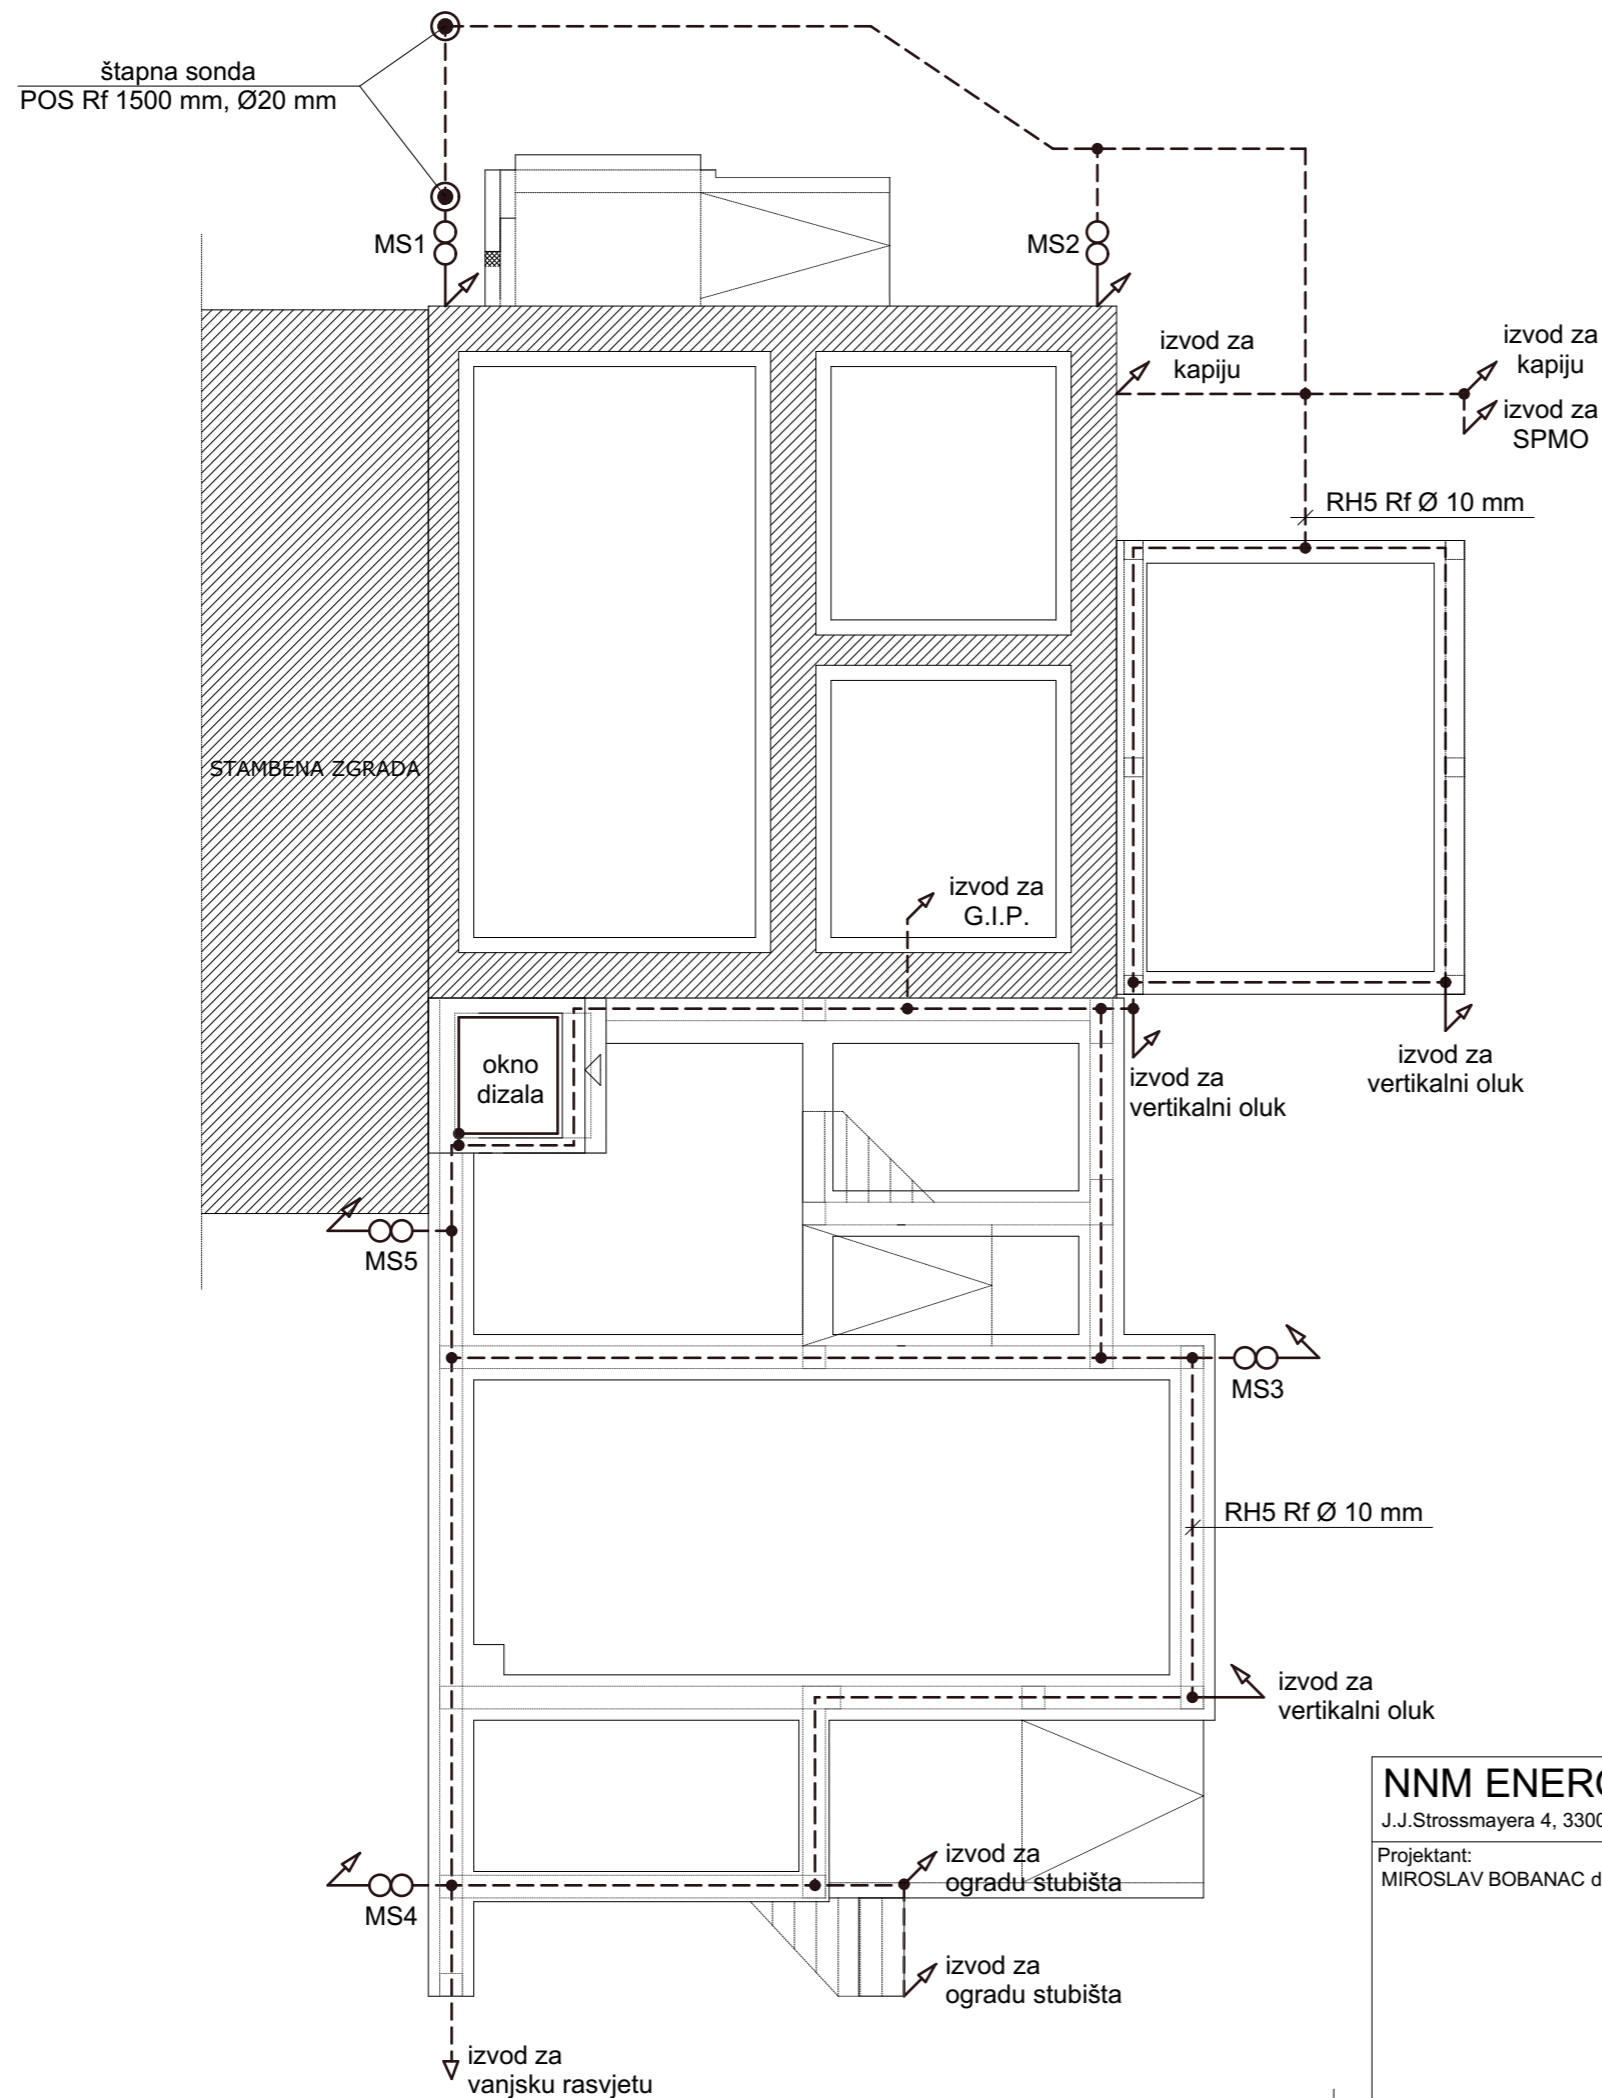 štapna sonda
POS Rf 1500 mm, Ø20 mm
MS1
MS2
izvod za
kapiju
izvod za
kapiju
izvod za
SPMO
RH5 Rf Ø 10 mm
STAMBENA ZGRADA
izvod za
G.I.P.
okno
dizala
izvod za
vertikalni oluk
izvod za
vertikalni oluk
MS5
MS3
RH5 Rf Ø 10 mm
izvod za
vertikalni oluk
NNM ENERG
J.J.Strossmayera 4, 3300
Projektant:
MIROSLAV BOBANAC d
izvod za
ogradu stubišta
MS4
izvod za
ogradu stubišta
izvod za
vanjsku rasvjetu